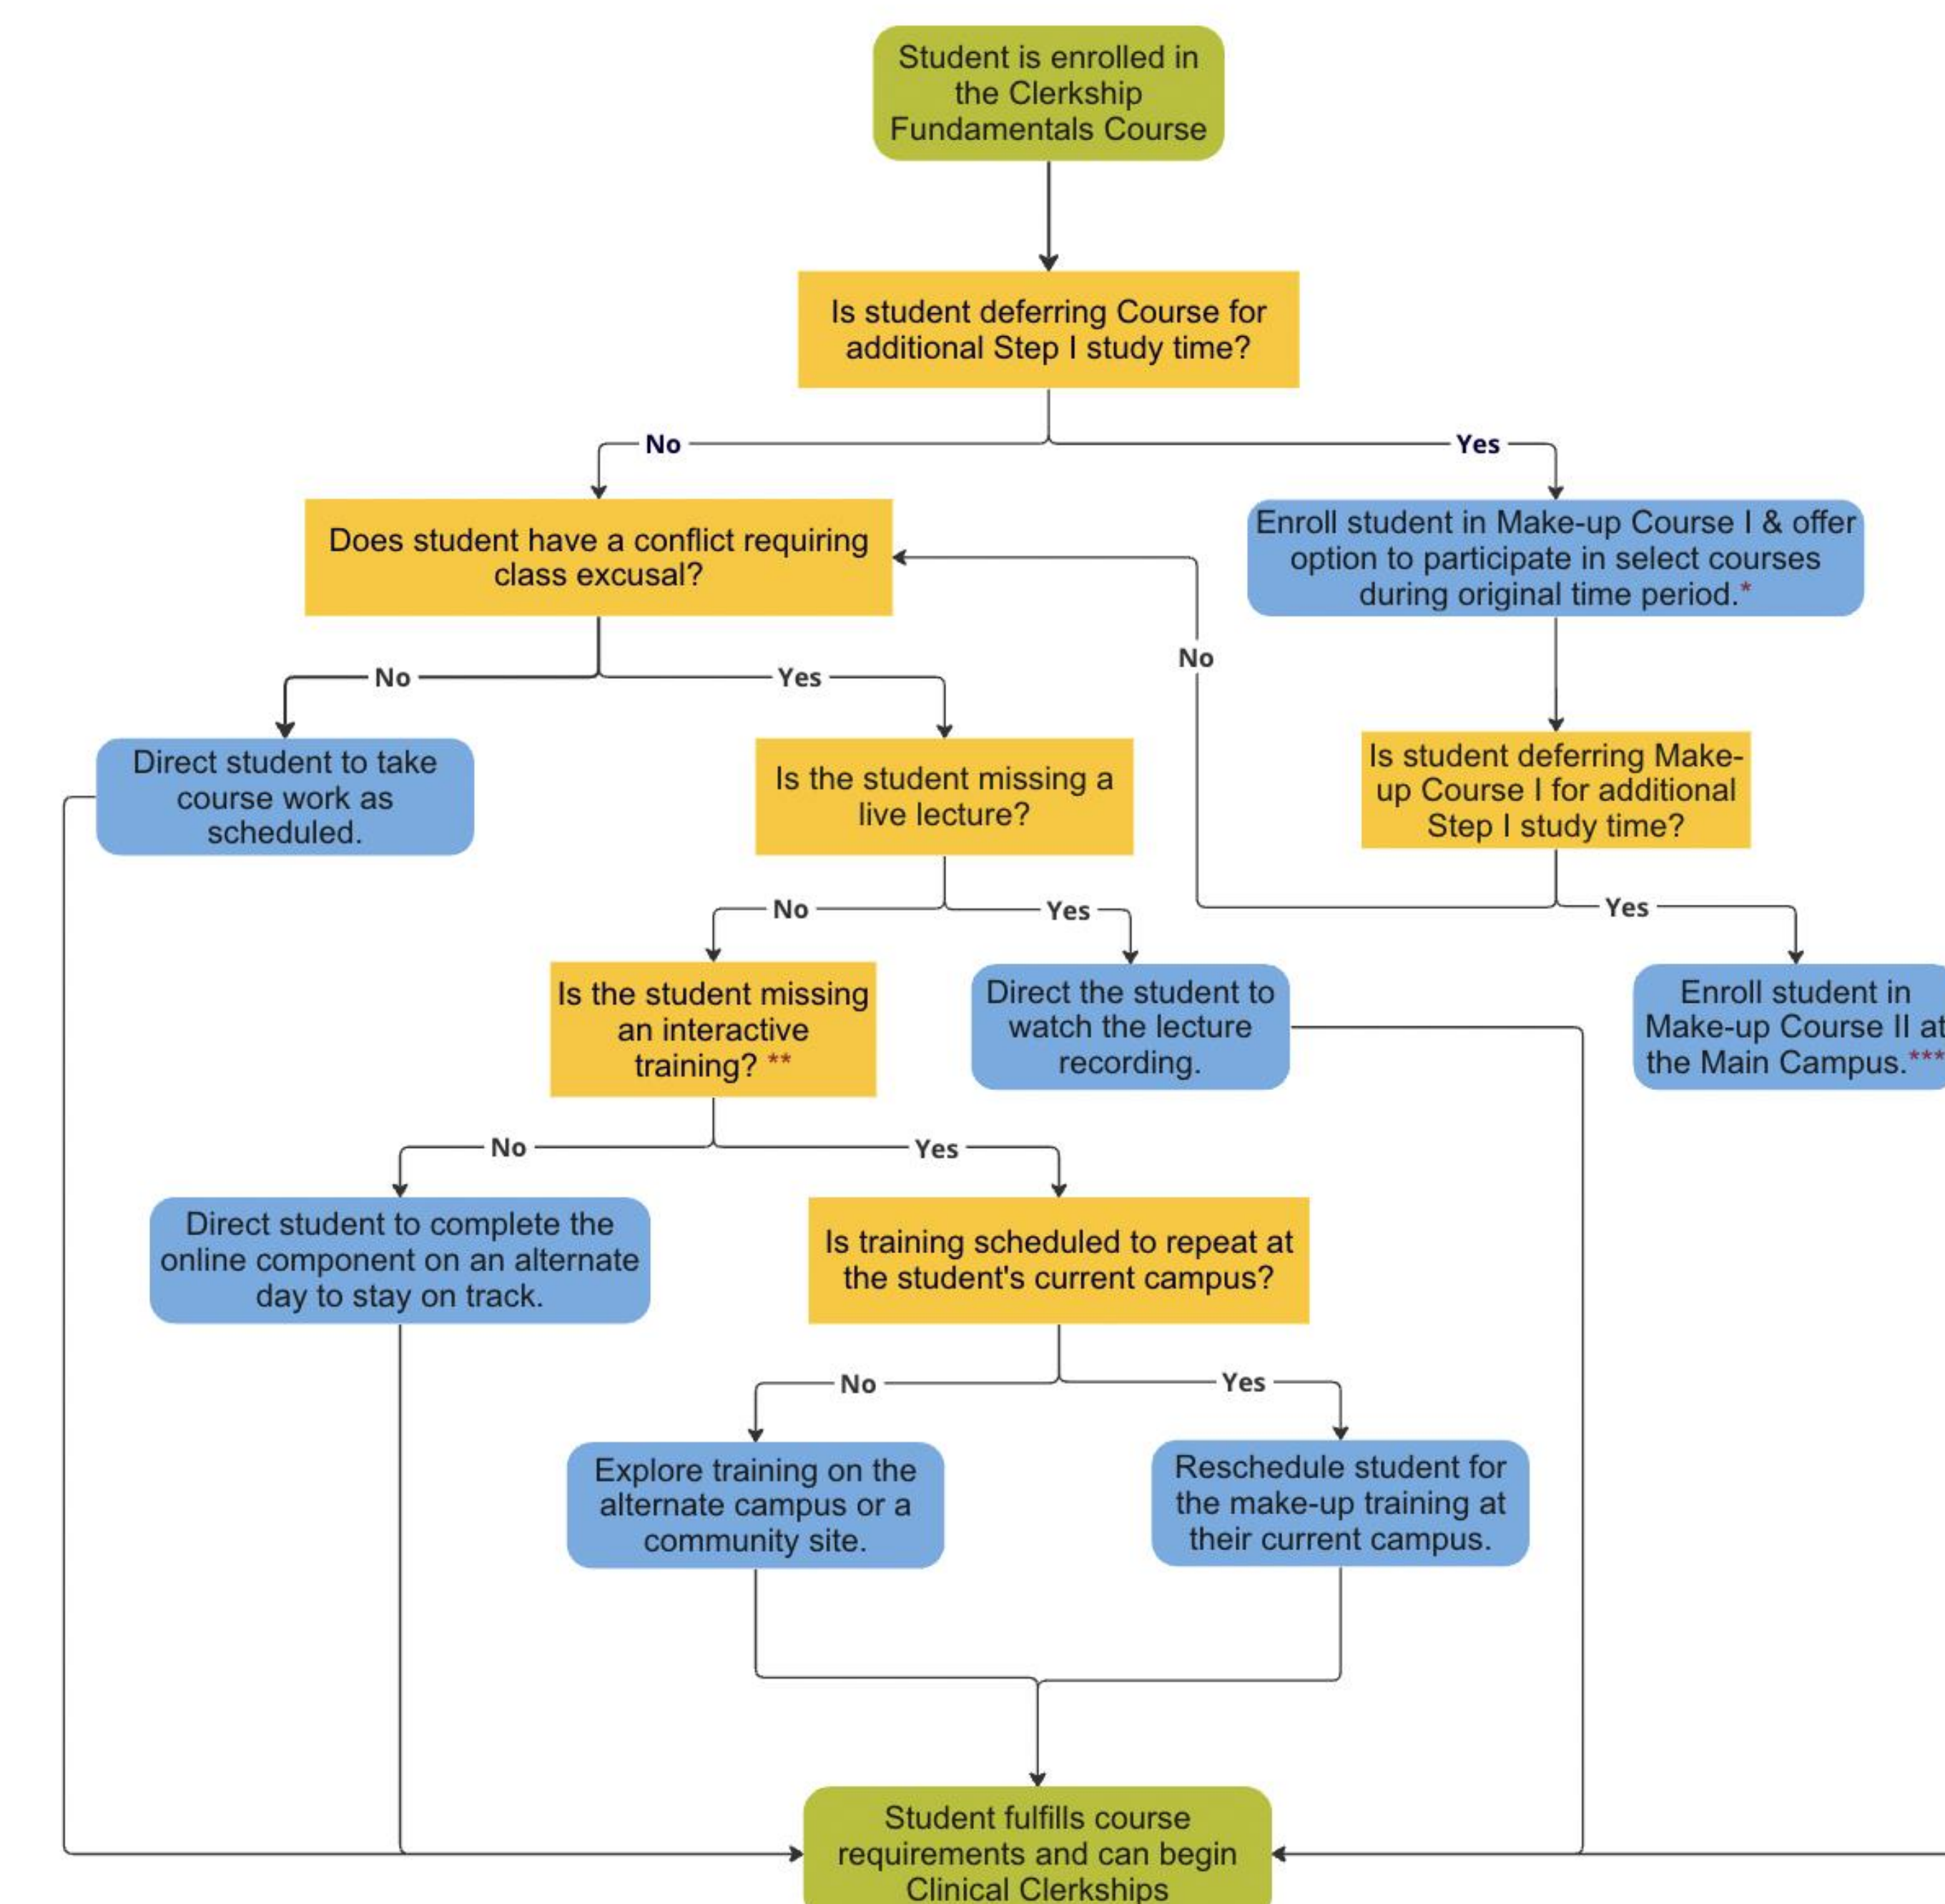 Student is enrolled in
the Clerkship
Fundamentals Course
Is student deferring Course for
additional Step I study time?
No
Yes
Does student have a conflict requiring
class excusal?
Enroll student in Make-up Course I & offer
option to participate in select courses
during original time period.*
No
No
Yes
Direct student to take
course work as
scheduled.
Is the student missing a
live lecture?
Is student deferring Make-
up Course I for additional
Step I study time?
No
Yes
Yes
Is the student missing
an interactive
training? **
Direct the student to
watch the lecture
recording.
Enroll student in
Make-up Course II at
the Main Campus.***
No
Yes
Direct student to complete the
online component on an alternate
day to stay on track.
Is training scheduled to repeat at
the student's current campus?
No
Yes
Explore training on the
alternate campus or a
community site.
Reschedule student for
the make-up training at
their current campus.
Student fulfills course
requirements and can begin
Clinical Clerkships